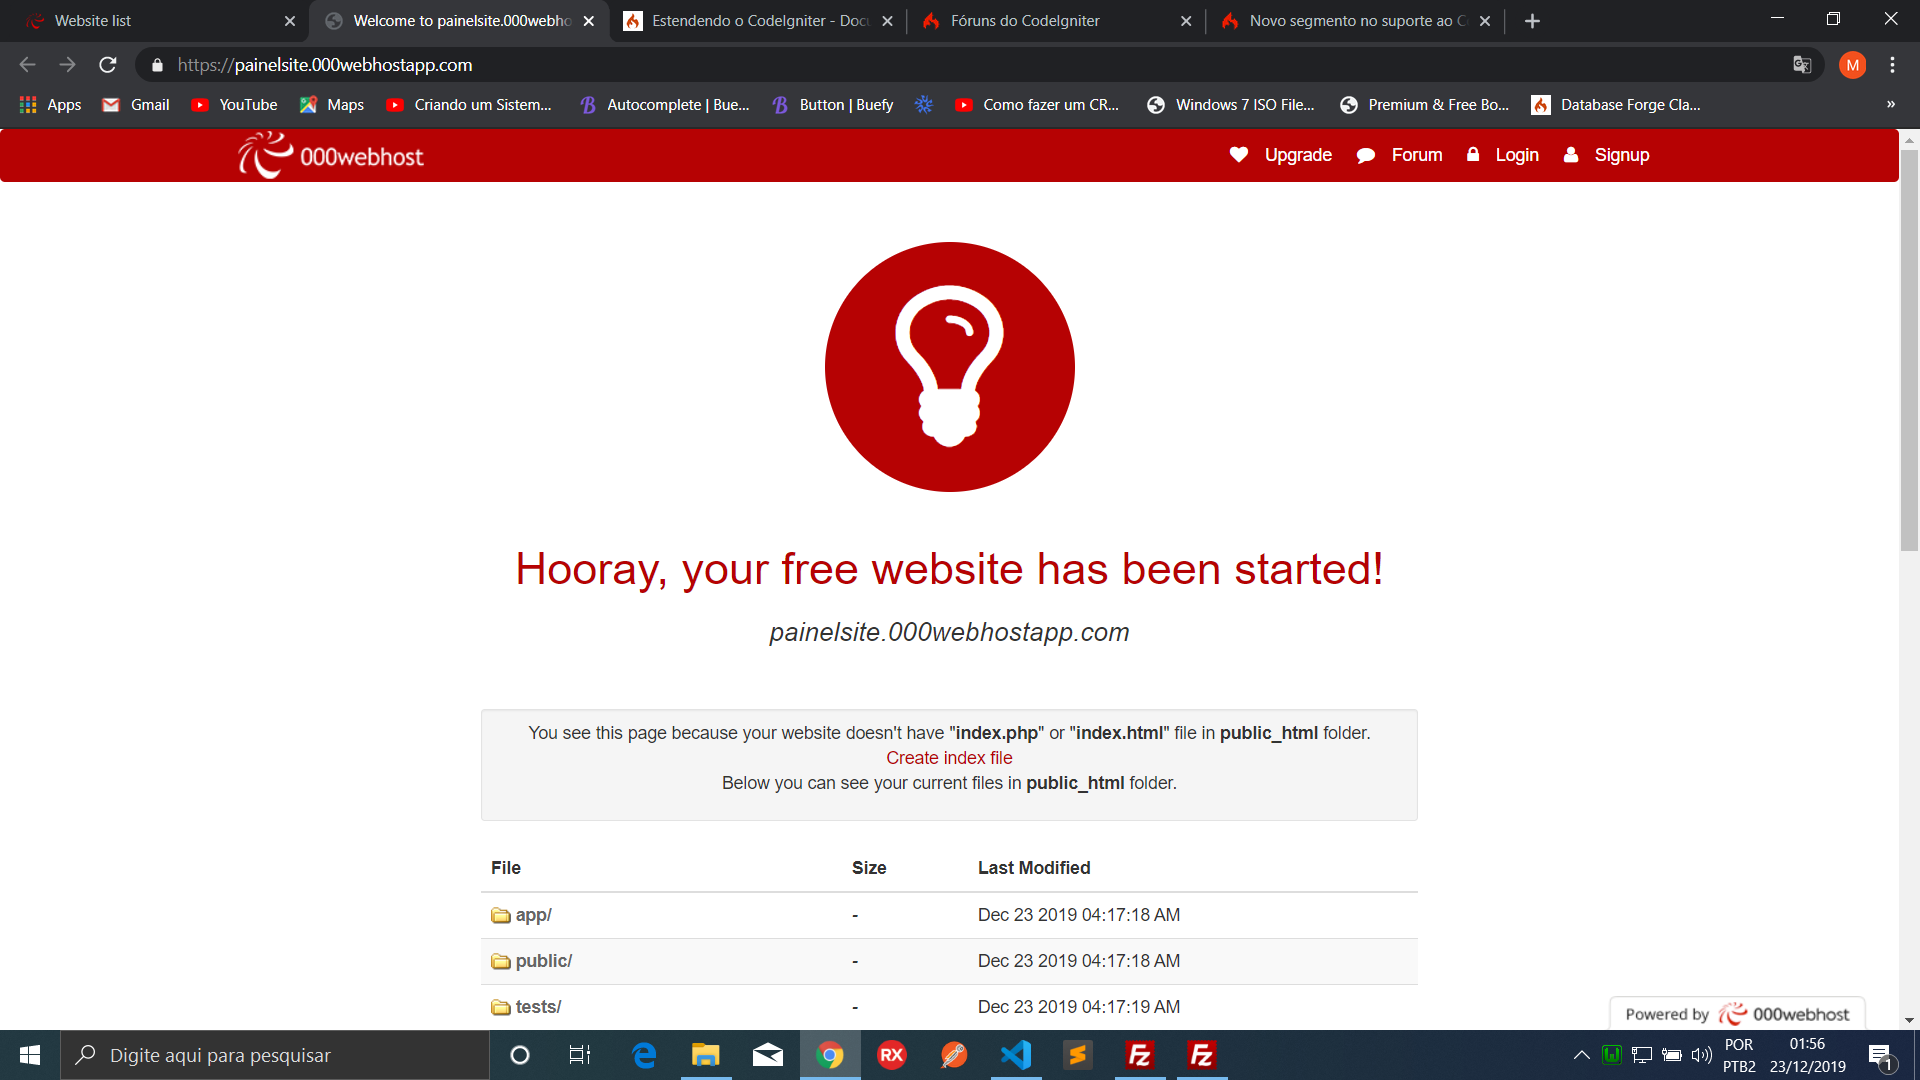 Website list
Welcome to painelsite.000webho
Estendendo o CodeIgniter - Docu
Fóruns do CodeIgniter
Novo segmento no suporte ao C
https://painelsite.000webhostapp.com
M
Apps
Gmail
YouTube
Maps
Criando um Sistem...
Autocomplete | Bue...
Button | Buefy
Como fazer um CR...
Windows 7 ISO File...
Premium & Free Bo...
Database Forge Cla...
»
000webhost
Upgrade
Forum
Login
Signup
Hooray, your free website has been started!
painelsite.000webhostapp.com
You see this page because your website doesn't have "index.php" or "index.html" file in public_html folder.
Create index file
Below you can see your current files in public_html folder.
File Size Last Modified
app/ - Dec 23 2019 04:17:18 AM
public/ - Dec 23 2019 04:17:18 AM
tests/ - Dec 23 2019 04:17:19 AM
Powered by 000webhost
Digite aqui para pesquisar
RX
POR
PTB2
01:56
23/12/2019
1